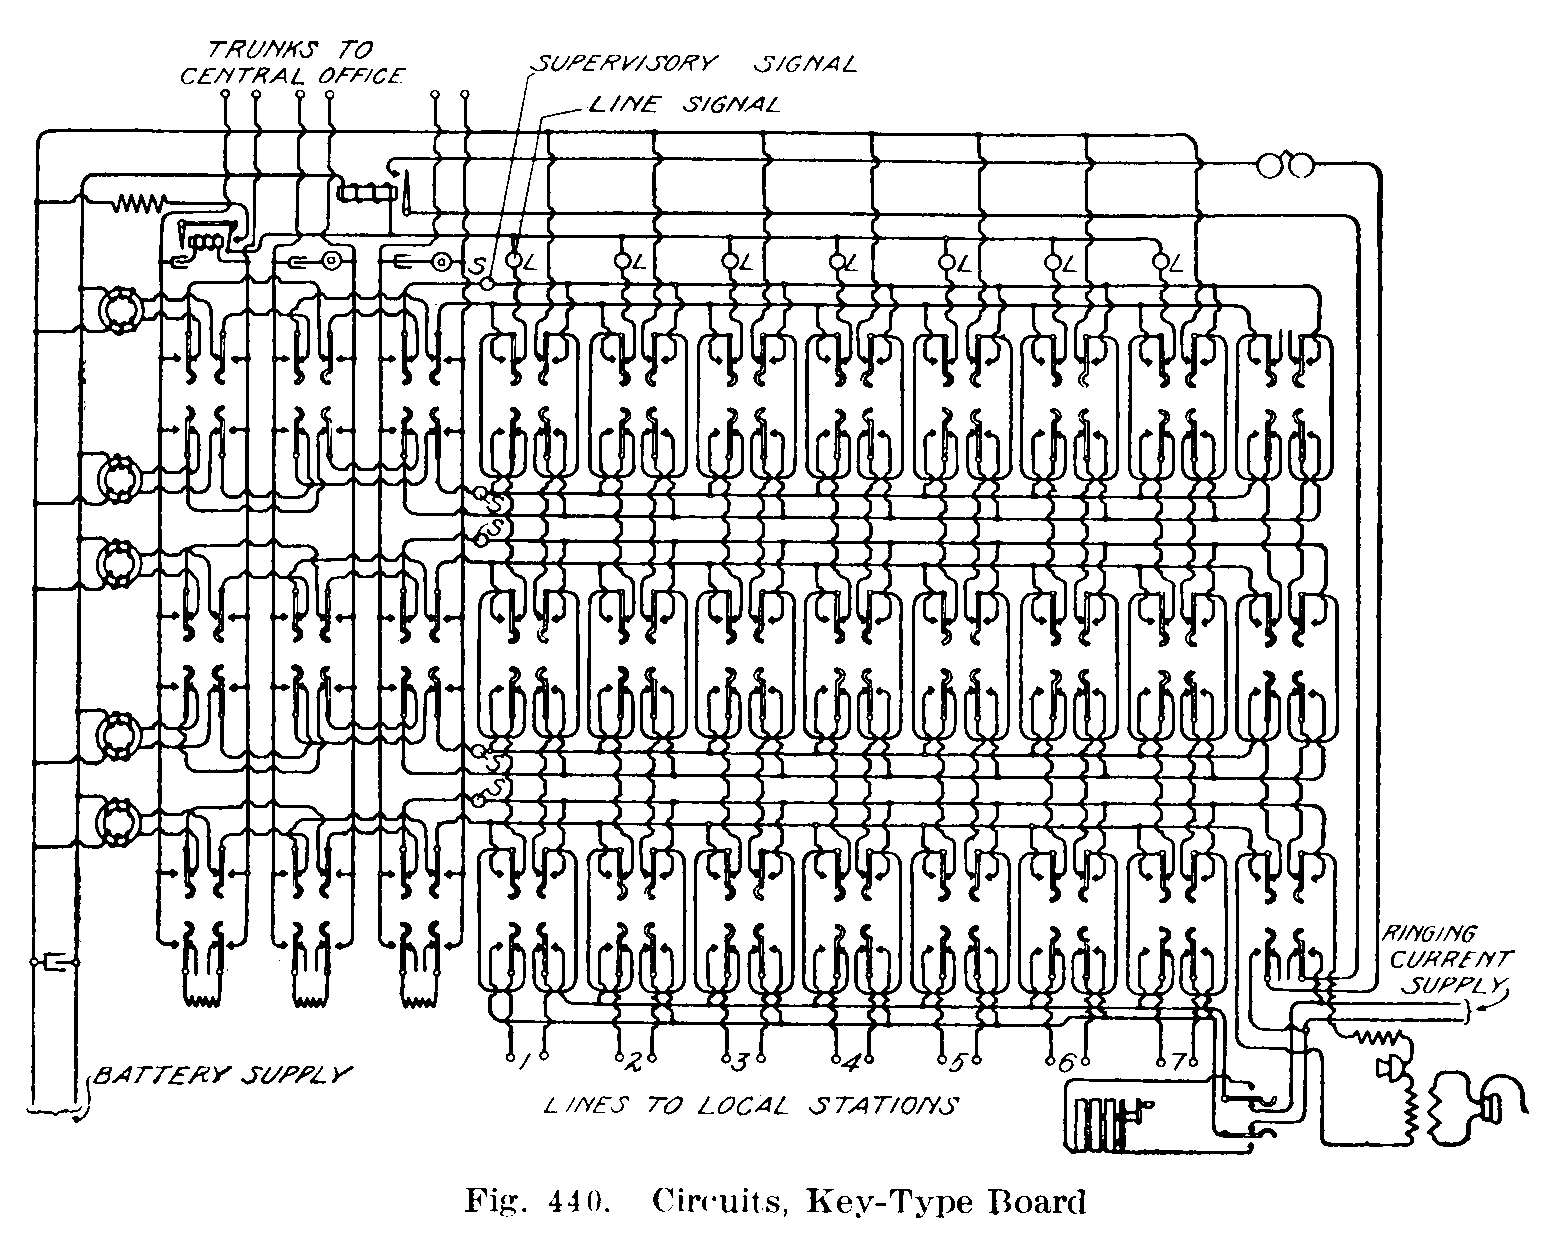 TRUNKS TO
CENTRAL OFFICE
SUPERVISORY SIGNAL
LINE SIGNAL
S
L
L
L
L
L
L
L
S
S
S
S
RINGING
CURRENT
SUPPLY
1
2
3
4
5
6
7
BATTERY SUPPLY
LINES TO LOCAL STATIONS
Fig. 440. Circuits, Key-Type Board